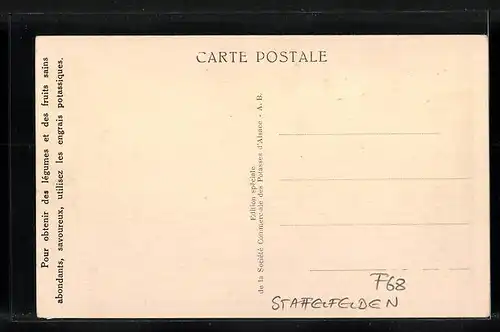 CARTE POSTALE
Pour obtenir des légumes et des fruits sains
abondants, savoureux, utilisez les engrais potassiques.
Edition spéciale
de la Société Commerciale des Potasses d'Alsace - A. B.
F68
STAFFELFELDEN